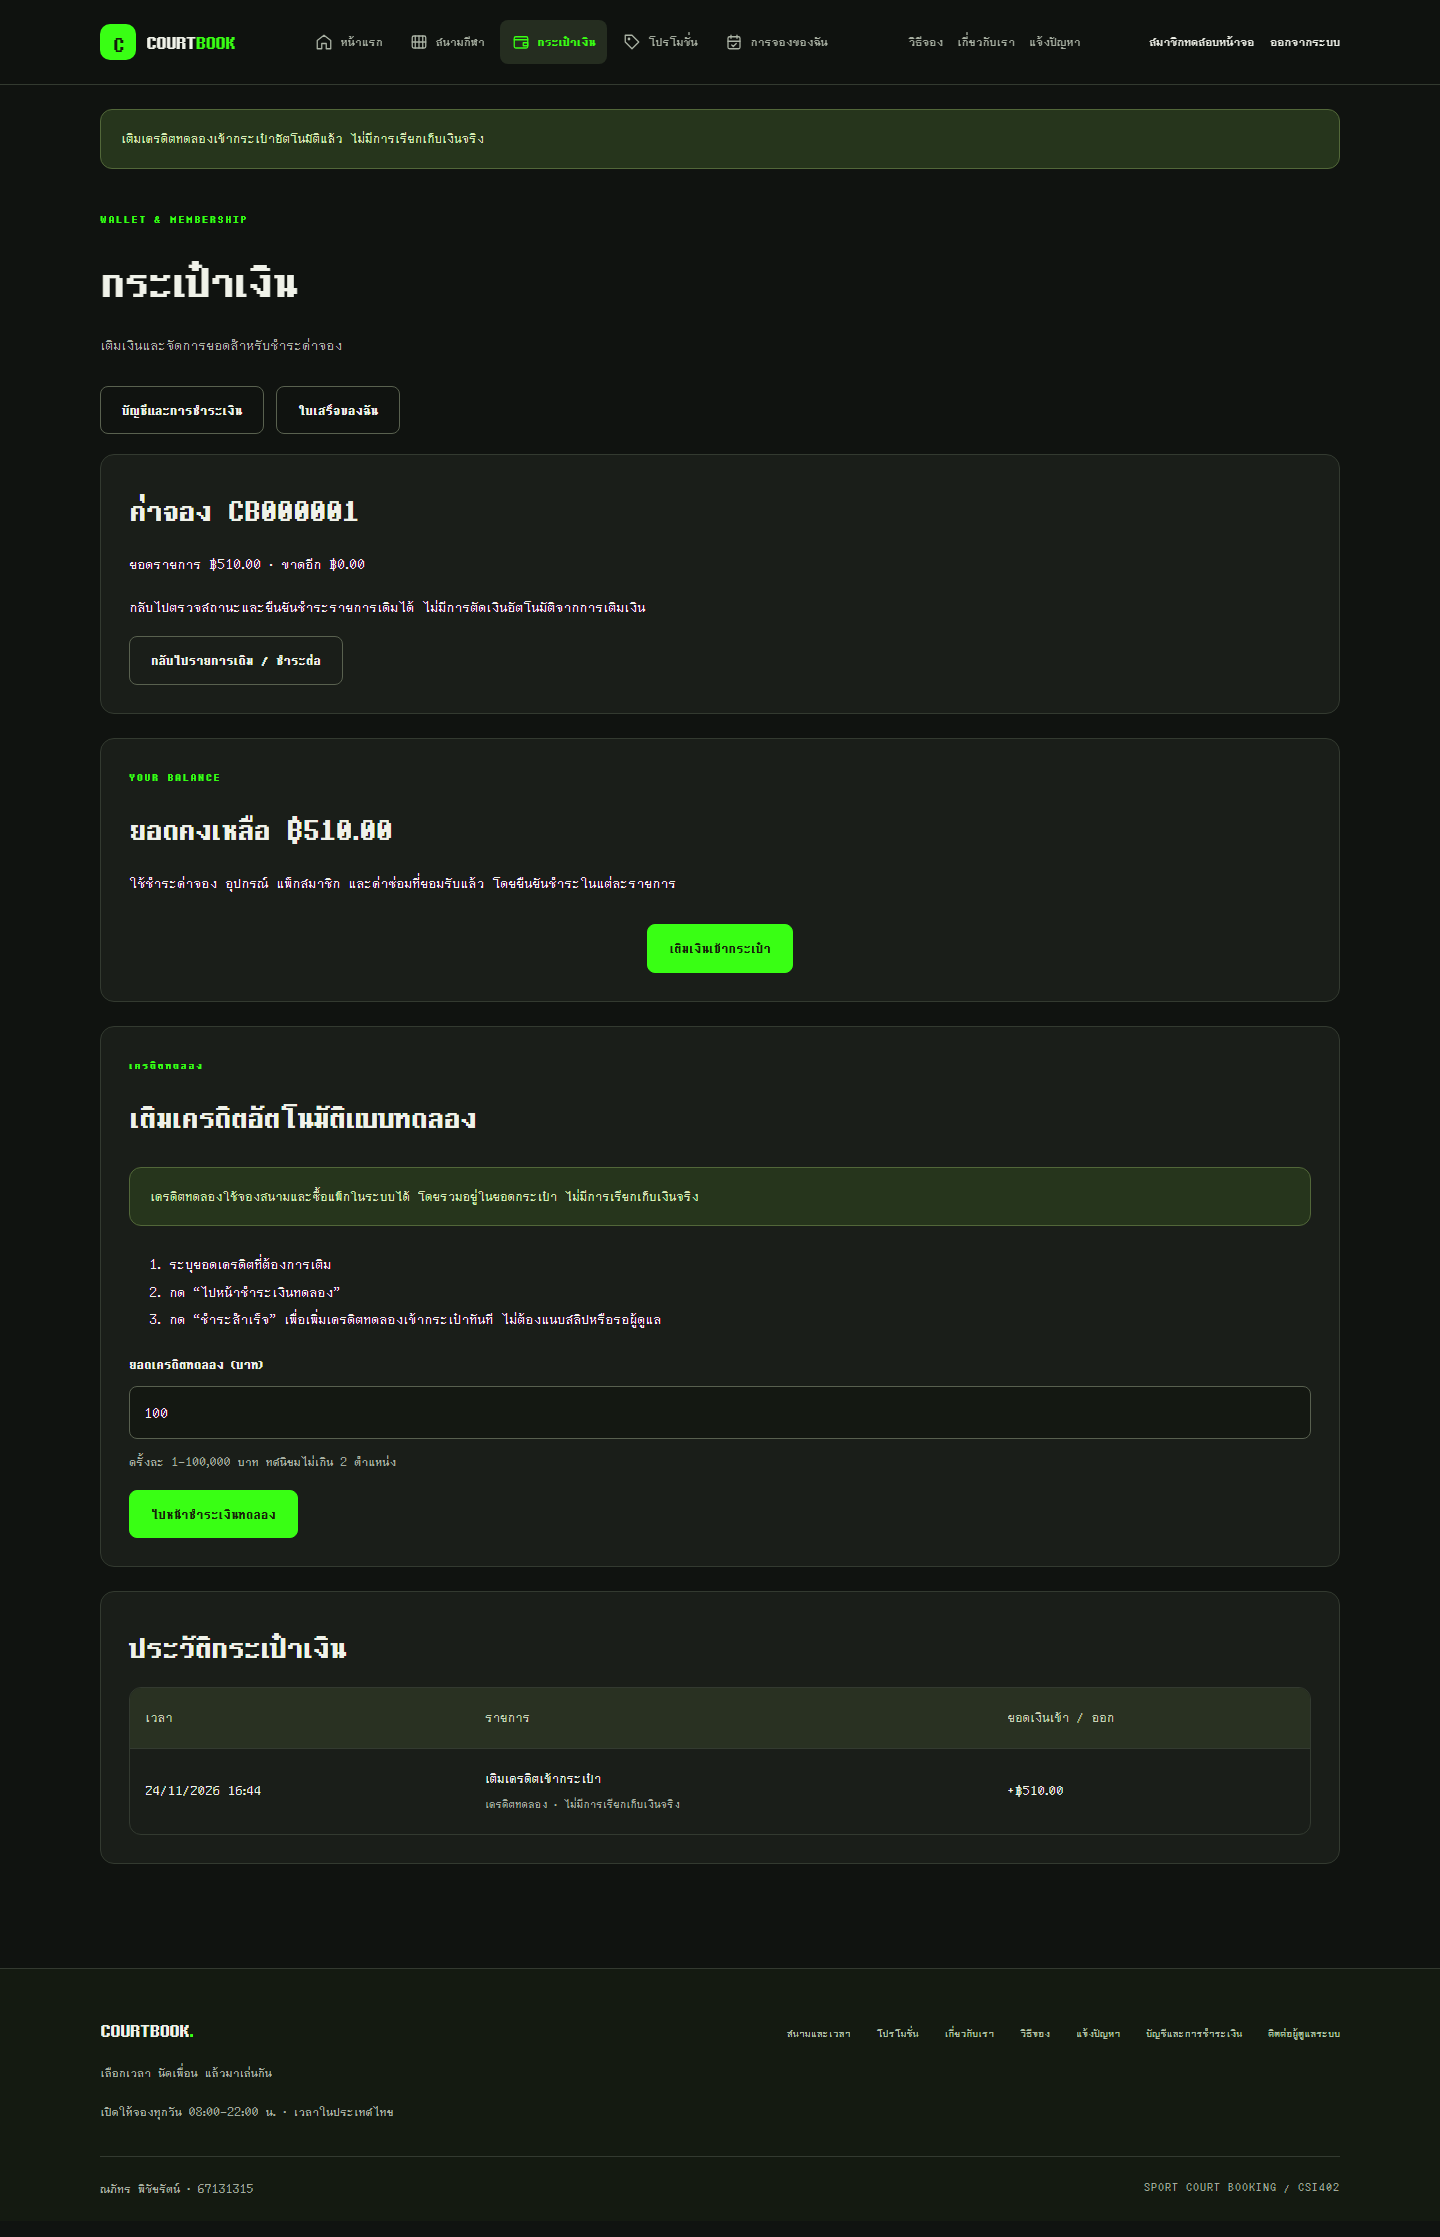 C COURTBOOK หน้าแรก สนามกีฬา กระเป๋าเงิน โปรโมชั่น การจองของฉัน วิธีจอง เกี่ยวกับเรา แจ้งปัญหา สมาชิกทดสอบหน้าจอ ออกจากระบบ
เติมเครดิตทดลองเข้ากระเป๋าอัตโนมัติแล้ว ไม่มีการเรียกเก็บเงินจริง
WALLET & MEMBERSHIP
กระเป๋าเงิน
เติมเงินและจัดการยอดสำหรับชำระค่าจอง
บัญชีและการชำระเงิน ใบเสร็จของฉัน
ค่าจอง CB000001
ยอดรายการ ฿510.00 · ขาดอีก ฿0.00
กลับไปตรวจสถานะและยืนยันชำระรายการเดิมได้ ไม่มีการตัดเงินอัตโนมัติจากการเติมเงิน
กลับไปรายการเดิม / ชำระต่อ
YOUR BALANCE
ยอดคงเหลือ ฿510.00
ใช้ชำระค่าจอง อุปกรณ์ แพ็กสมาชิก และค่าซ่อมที่ยอมรับแล้ว โดยยืนยันชำระในแต่ละรายการ
เติมเงินเข้ากระเป๋า
เครดิตทดลอง
เติมเครดิตอัตโนมัติแบบทดลอง
เครดิตทดลองใช้จองสนามและซื้อแพ็กในระบบได้ โดยรวมอยู่ในยอดกระเป๋า ไม่มีการเรียกเก็บเงินจริง
1. ระบุยอดเครดิตที่ต้องการเติม
2. กด “ไปหน้าชำระเงินทดลอง”
3. กด “ชำระสำเร็จ” เพื่อเพิ่มเครดิตทดลองเข้ากระเป๋าทันที ไม่ต้องแนบสลิปหรือรอผู้ดูแล
ยอดเครดิตทดลอง (บาท)
100
ครั้งละ 1–100,000 บาท ทศนิยมไม่เกิน 2 ตำแหน่ง
ไปหน้าชำระเงินทดลอง
ประวัติกระเป๋าเงิน
เวลา รายการ ยอดเงินเข้า / ออก
24/11/2026 16:44 เติมเครดิตเข้ากระเป๋า +฿510.00
เครดิตทดลอง · ไม่มีการเรียกเก็บเงินจริง
COURTBOOK. สนามและเวลา โปรโมชั่น เกี่ยวกับเรา วิธีจอง แจ้งปัญหา บัญชีและการชำระเงิน ติดต่อผู้ดูแลระบบ
เลือกเวลา นัดเพื่อน แล้วมาเล่นกัน
เปิดให้จองทุกวัน 08:00–22:00 น. · เวลาในประเทศไทย
ณภัทร พิชัยรัตน์ · 67131315 SPORT COURT BOOKING / CSI402